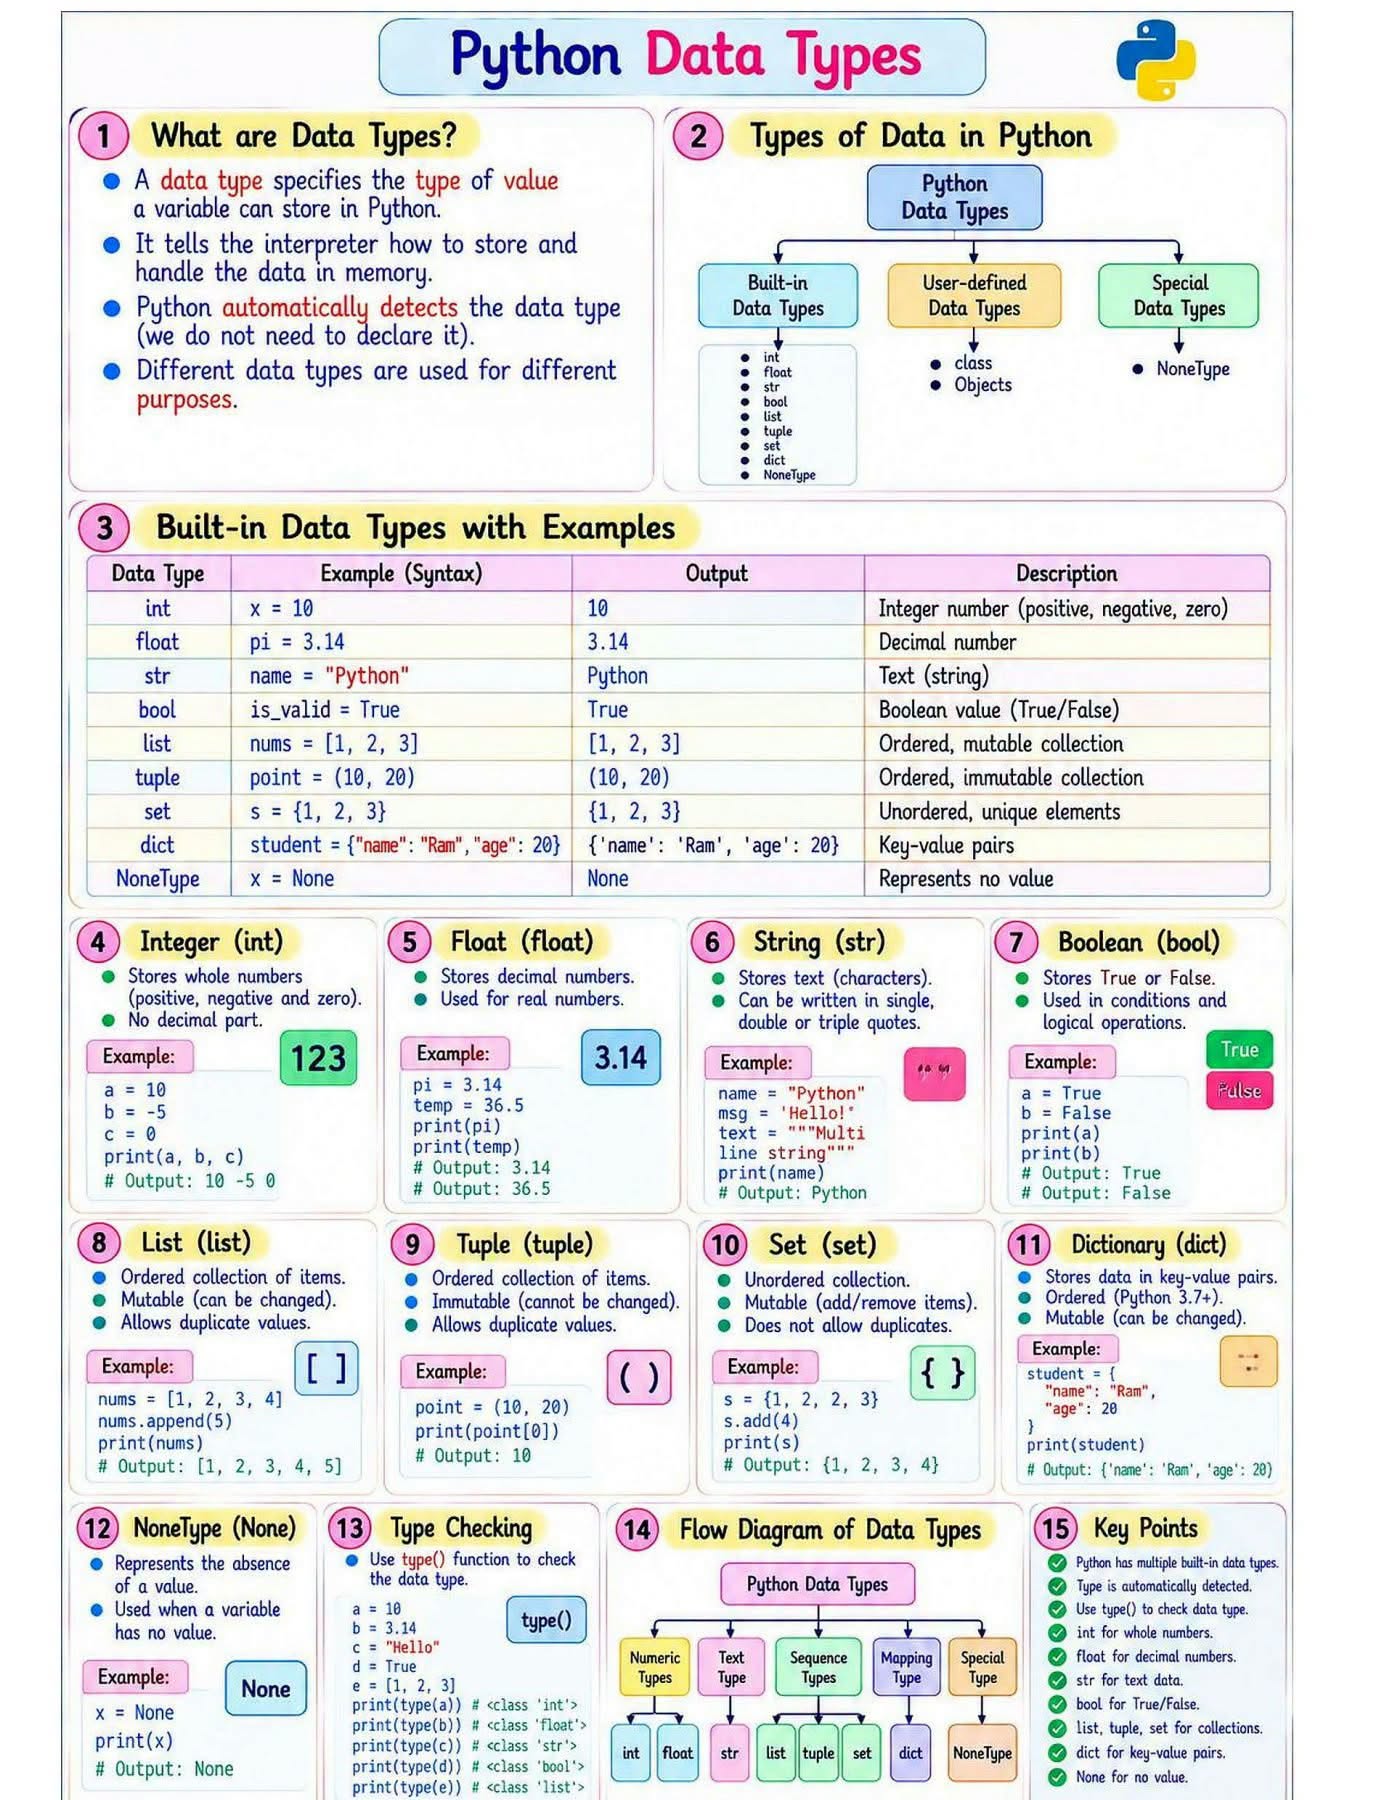 Python Data Types
1 What are Data Types?
A data type specifies the type of value
a variable can store in Python.
It tells the interpreter how to store and
handle the data in memory.
Python automatically detects the data type
(we do not need to declare it).
Different data types are used for different
purposes.
2 Types of Data in Python
Python
Data Types
Built-in
Data Types
User-defined
Data Types
Special
Data Types
int
float
str
bool
list
tuple
set
dict
NoneType
class
Objects
NoneType
3 Built-in Data Types with Examples
Data Type Example (Syntax) Output Description
int x = 10 10 Integer number (positive, negative, zero)
float pi = 3.14 3.14 Decimal number
str name = "Python" Python Text (string)
bool is_valid = True True Boolean value (True/False)
list nums = [1, 2, 3] [1, 2, 3] Ordered, mutable collection
tuple point = (10, 20) (10, 20) Ordered, immutable collection
set s = {1, 2, 3} {1, 2, 3} Unordered, unique elements
dict student = {"name": "Ram", "age": 20} {'name': 'Ram', 'age': 20} Key-value pairs
NoneType x = None None Represents no value
4 Integer (int)
Stores whole numbers
(positive, negative and zero).
No decimal part.
Example:
123
a = 10
b = -5
c = 0
print(a, b, c)
# Output: 10 -5 0
5 Float (float)
Stores decimal numbers.
Used for real numbers.
Example:
3.14
pi = 3.14
temp = 36.5
print(pi)
print(temp)
# Output: 3.14
# Output: 36.5
6 String (str)
Stores text (characters).
Can be written in single,
double or triple quotes.
Example:
" "
name = "Python"
msg = 'Hello!"
text = """Multi
line string"""
print(name)
# Output: Python
7 Boolean (bool)
Stores True or False.
Used in conditions and
logical operations.
Example:
True
False
a = True
b = False
print(a)
print(b)
# Output: True
# Output: False
8 List (list)
Ordered collection of items.
Mutable (can be changed).
Allows duplicate values.
Example:
[ ]
nums = [1, 2, 3, 4]
nums.append(5)
print(nums)
# Output: [1, 2, 3, 4, 5]
9 Tuple (tuple)
Ordered collection of items.
Immutable (cannot be changed).
Allows duplicate values.
Example:
( )
point = (10, 20)
print(point[0])
# Output: 10
10 Set (set)
Unordered collection.
Mutable (add/remove items).
Does not allow duplicates.
Example:
{ }
s = {1, 2, 2, 3}
s.add(4)
print(s)
# Output: {1, 2, 3, 4}
11 Dictionary (dict)
Stores data in key-value pairs.
Ordered (Python 3.7+).
Mutable (can be changed).
Example:
student = {
"name": "Ram",
"age": 20
}
print(student)
# Output: {'name': 'Ram', 'age': 20)
12 NoneType (None)
Represents the absence
of a value.
Used when a variable
has no value.
Example:
None
x = None
print(x)
# Output: None
13 Type Checking
Use type() function to check
the data type.
type()
a = 10
b = 3.14
c = "Hello"
d = True
e = [1, 2, 3]
print(type(a)) # <class 'int'>
print(type(b)) # <class 'float'>
print(type(c)) # <class 'str'>
print(type(d)) # <class 'bool'>
print(type(e)) # <class 'list'>
14 Flow Diagram of Data Types
Python Data Types
Numeric
Types
Text
Type
Sequence
Types
Mapping
Type
Special
Type
int
float
str
list
tuple
set
dict
NoneType
15 Key Points
Python has multiple built-in data types.
Type is automatically detected.
Use type() to check data type.
int for whole numbers.
float for decimal numbers.
str for text data.
bool for True/False.
list, tuple, set for collections.
dict for key-value pairs.
None for no value.